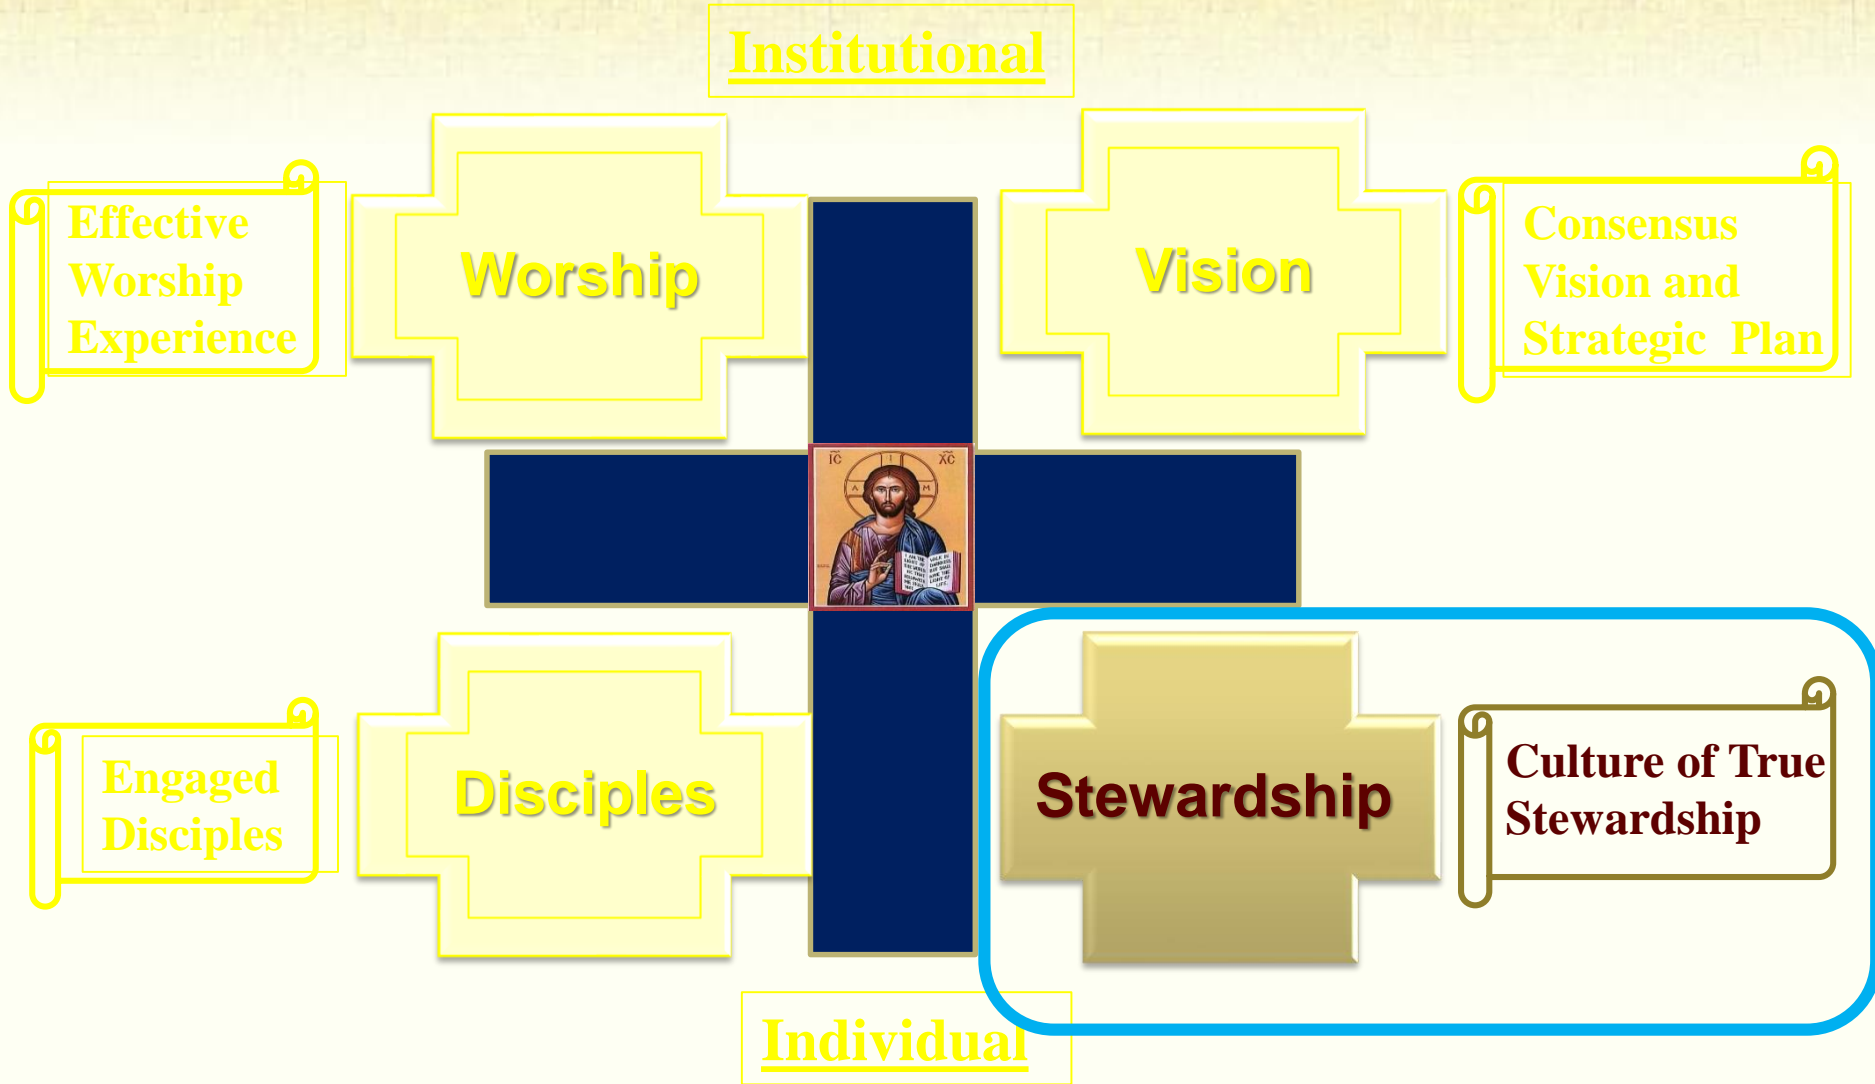 Institutional
Effective
Worship
Experience
Worship
Vision
Consensus
Vision and
Strategic Plan
IC XC
Engaged
Disciples
Disciples
Stewardship
Culture of True
Stewardship
Individual